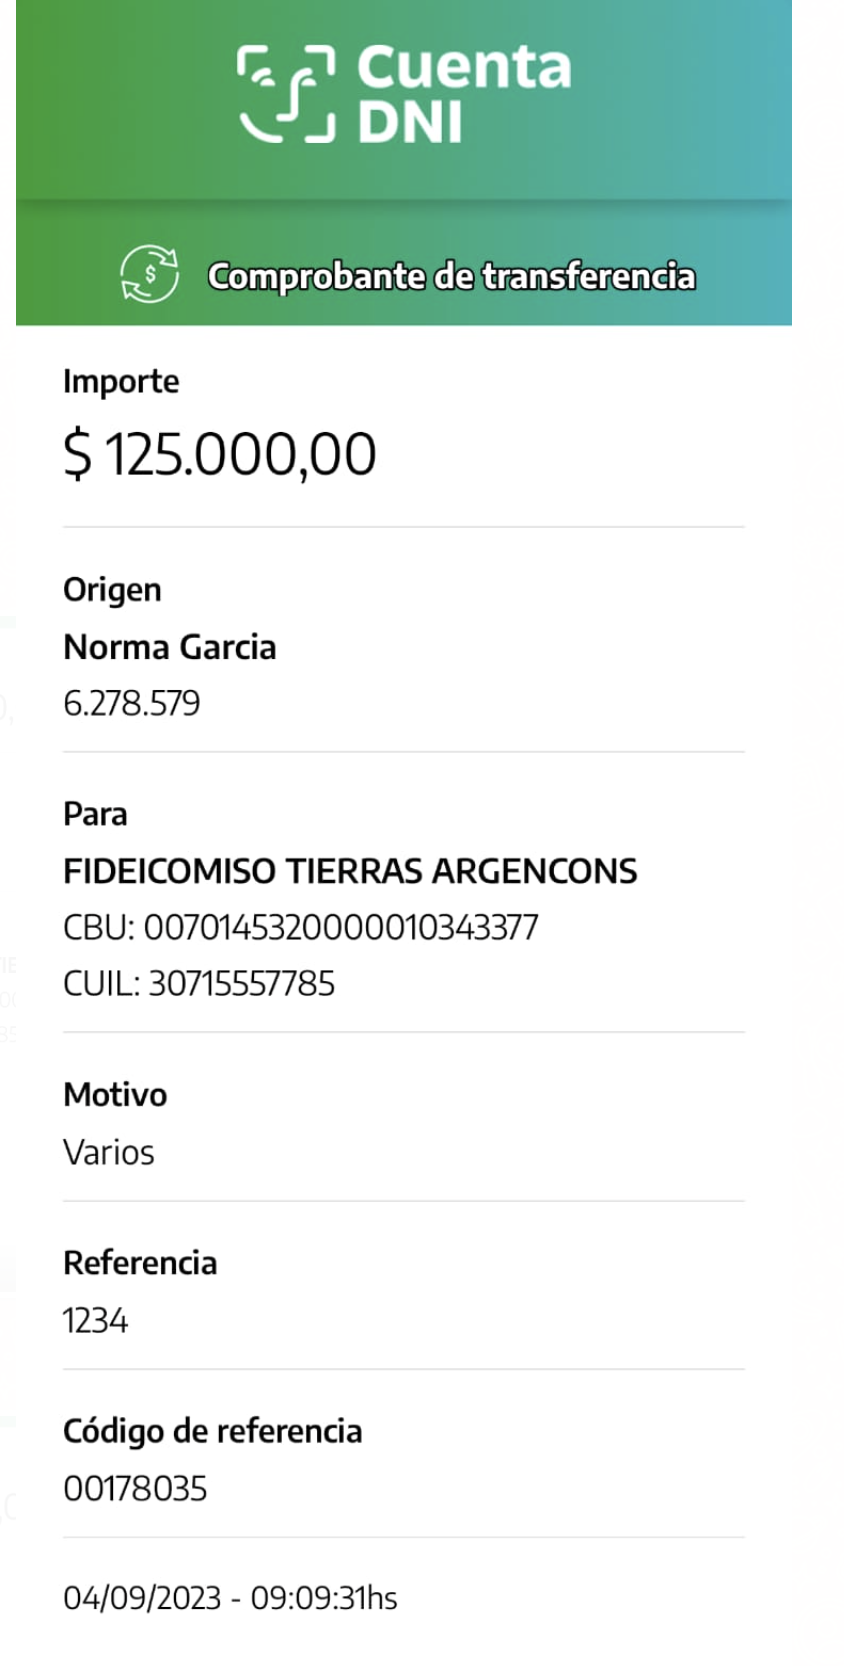 Cuenta
DNI
Comprobante de transferencia
Importe
$ 125.000,00
Origen
Norma Garcia
6.278.579
Para
FIDEICOMISO TIERRAS ARGENCONS
CBU: 0070145320000010343377
CUIL: 30715557785
Motivo
Varios
Referencia
1234
Código de referencia
00178035
04/09/2023 - 09:09:31hs